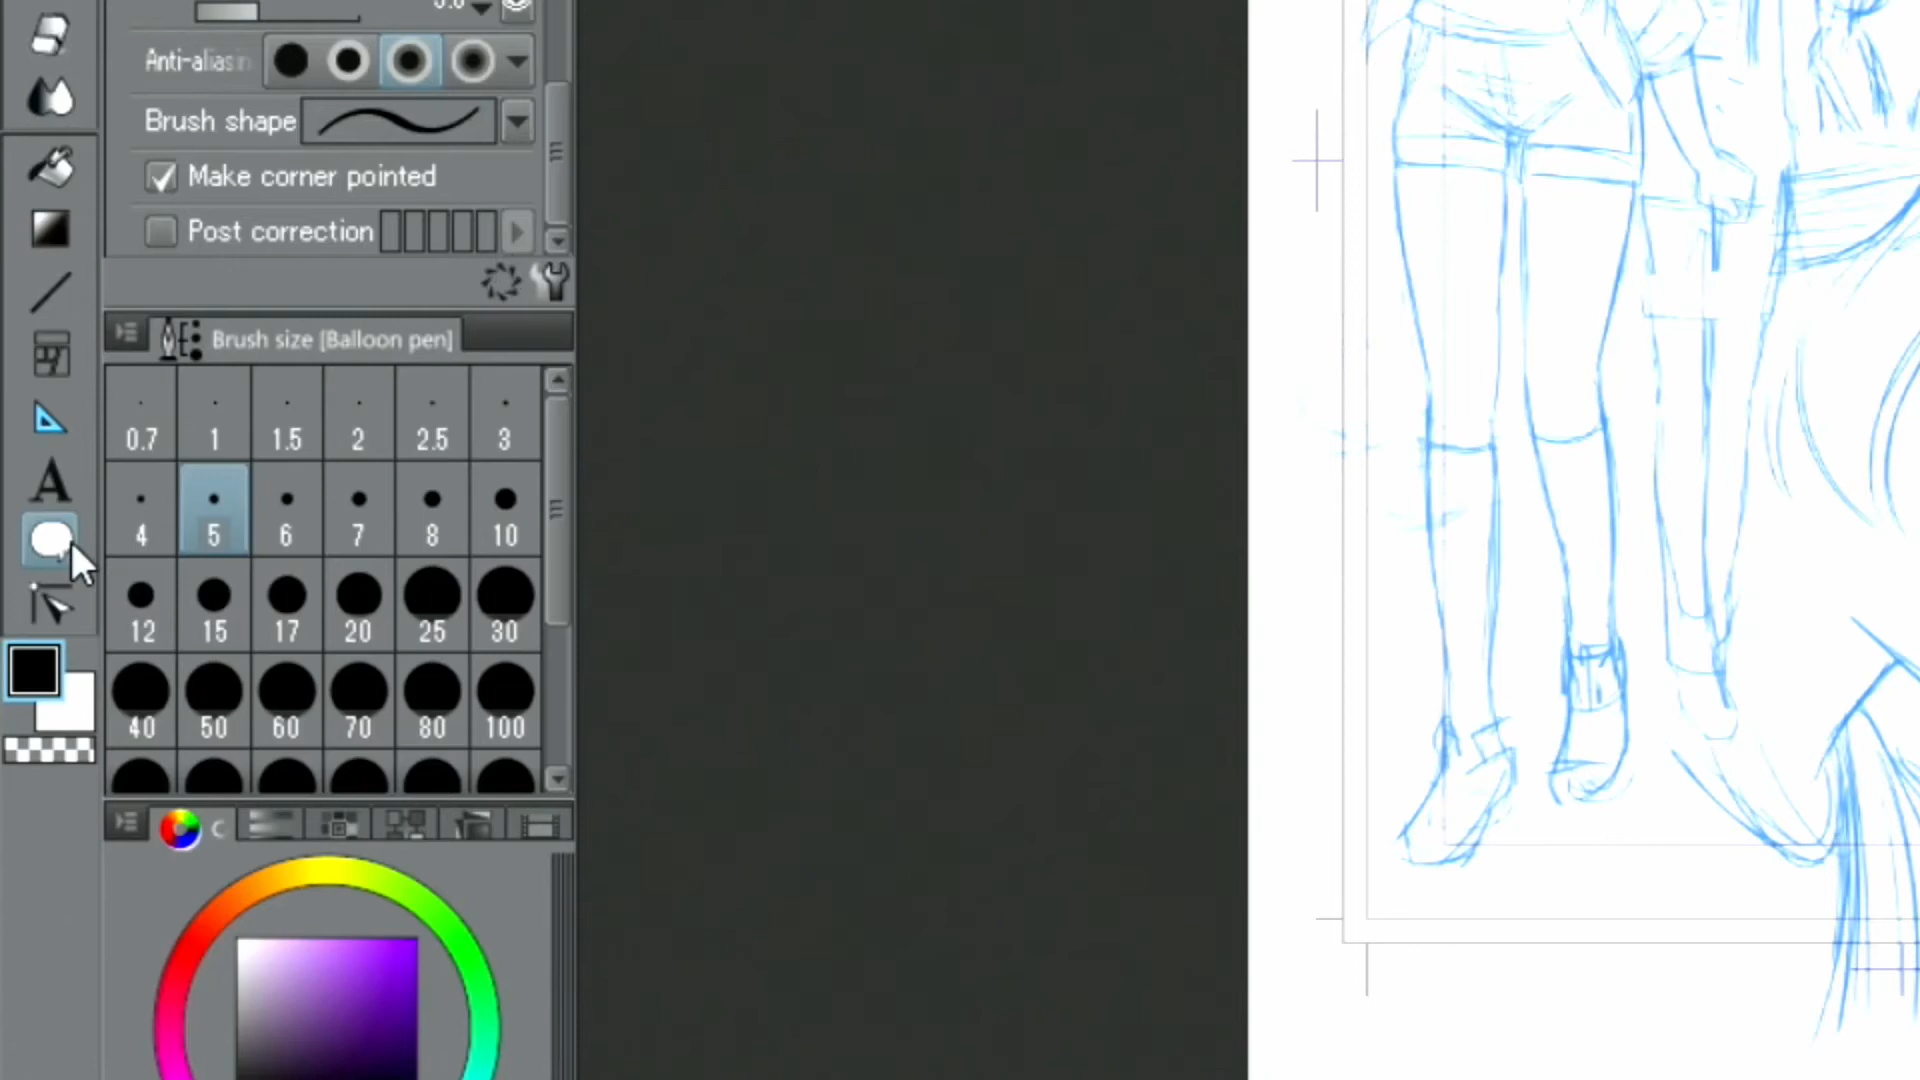 Anti-aliasin
Brush shape
Make corner pointed
Post correction
Brush size [Balloon pen]
0.7 1 1.5 2 2.5 3
4 5 6 7 8 10
12 15 17 20 25 30
40 50 60 70 80 100
C